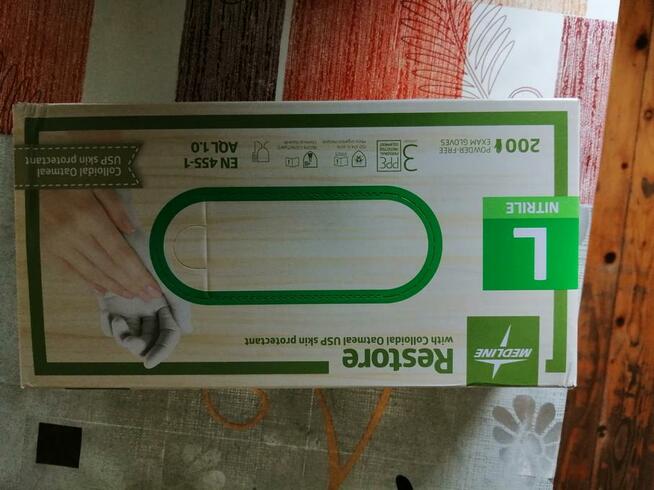 MEDLINE
Restore
with Colloidal Oatmeal USP skin protectant
L
NITRILE
200
POWDER-FREE
EXAM GLOVES
3
PPE
EN 455-1
AQL 1.0
Colloidal Oatmeal
USP skin protectant